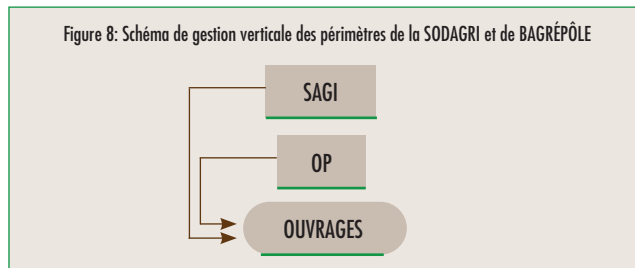 Figure 8: Schéma de gestion verticale des périmètres de la SODAGRI et de BAGRÉPÔLE
SAGI
OP
OUVRAGES